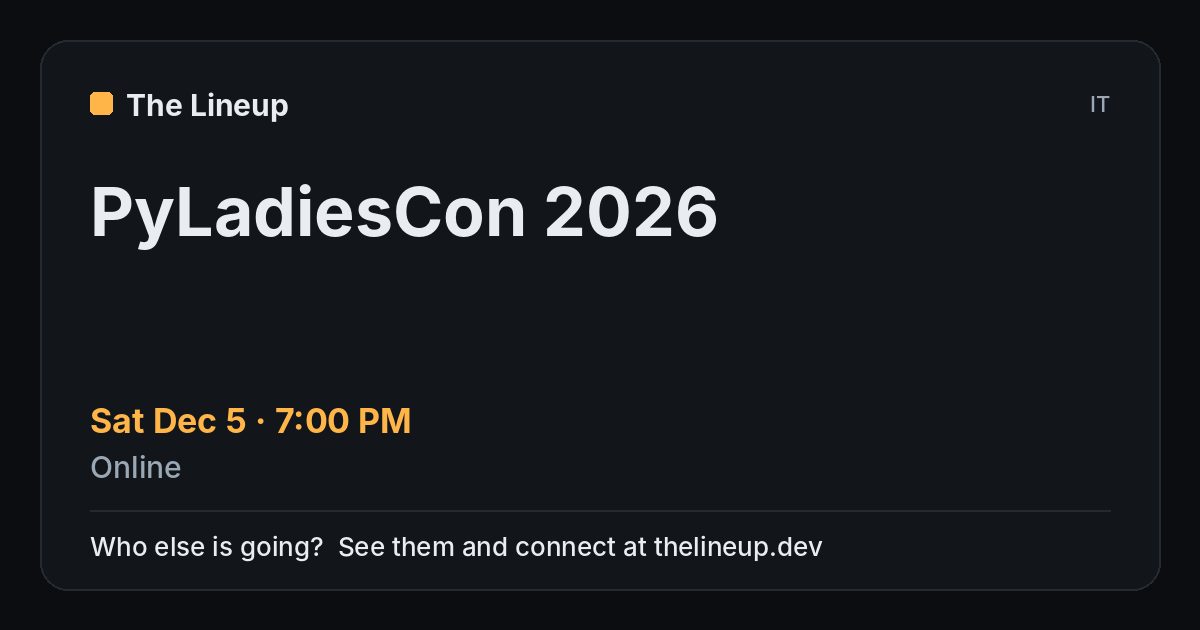 The Lineup
IT
PyLadiesCon 2026
Sat Dec 5 · 7:00 PM
Online
Who else is going?  See them and connect at thelineup.dev